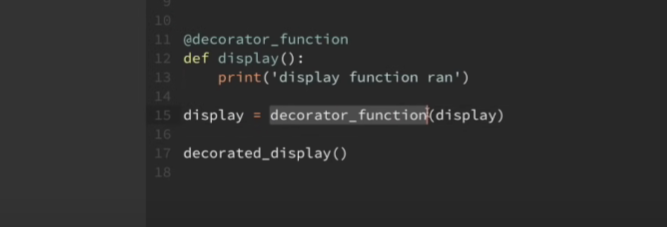 9
10
11 @decorator_function
12 def display():
13     print('display function ran')
14
15 display = decorator_function(display)
16
17 decorated_display()
18